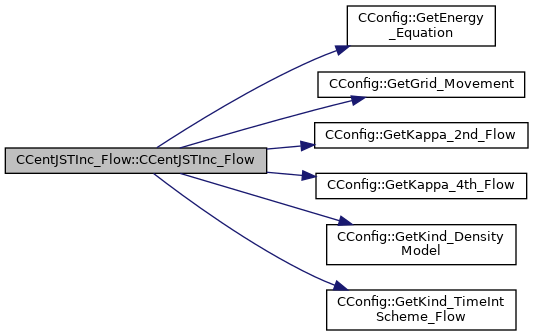 CConfig::GetEnergy
_Equation
CConfig::GetGrid_Movement
CConfig::GetKappa_2nd_Flow
CCentJSTInc_Flow::CCentJSTInc_Flow
CConfig::GetKappa_4th_Flow
CConfig::GetKind_Density
Model
CConfig::GetKind_TimeInt
Scheme_Flow